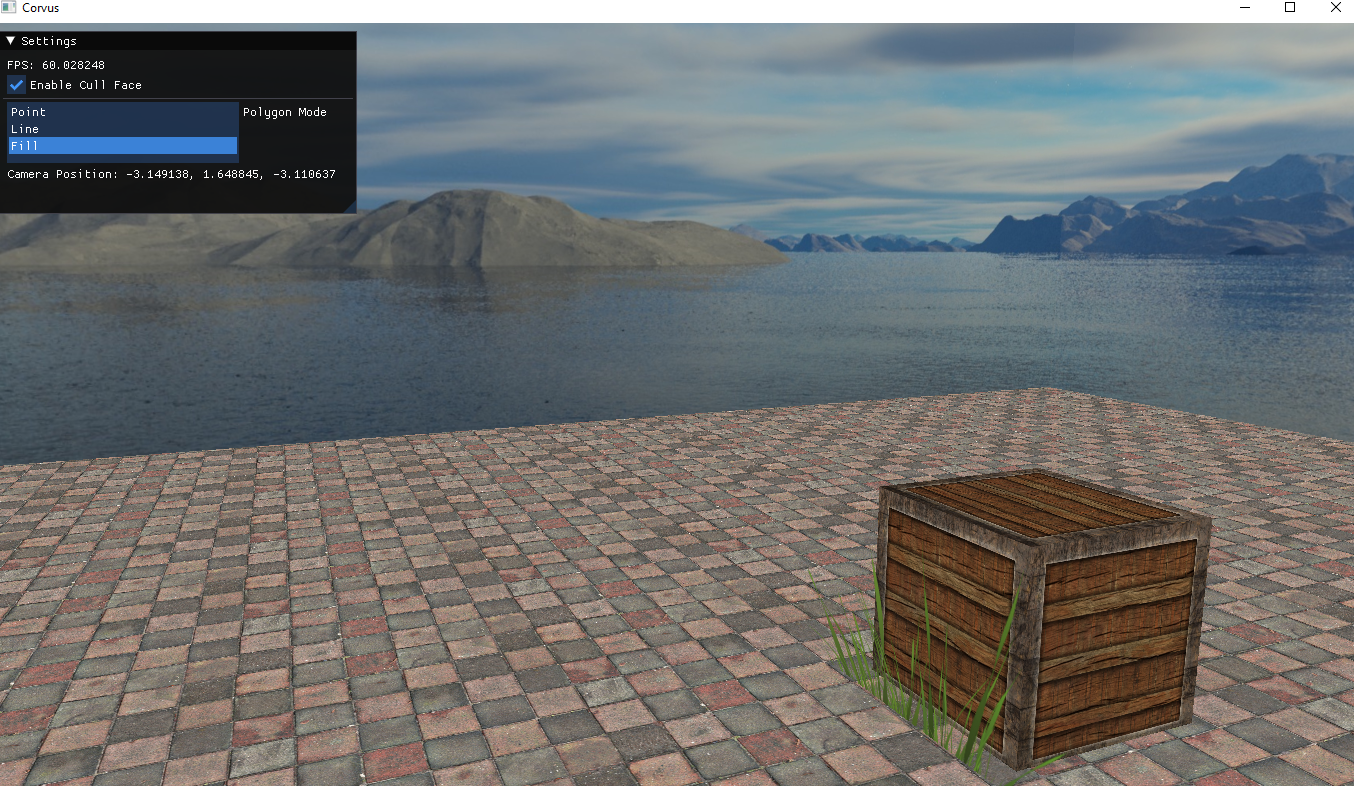 Corvus
Settings
FPS: 60.028248
Enable Cull Face
Point
Polygon Mode
Line
Fill
Camera Position: -3.149138, 1.648845, -3.110637